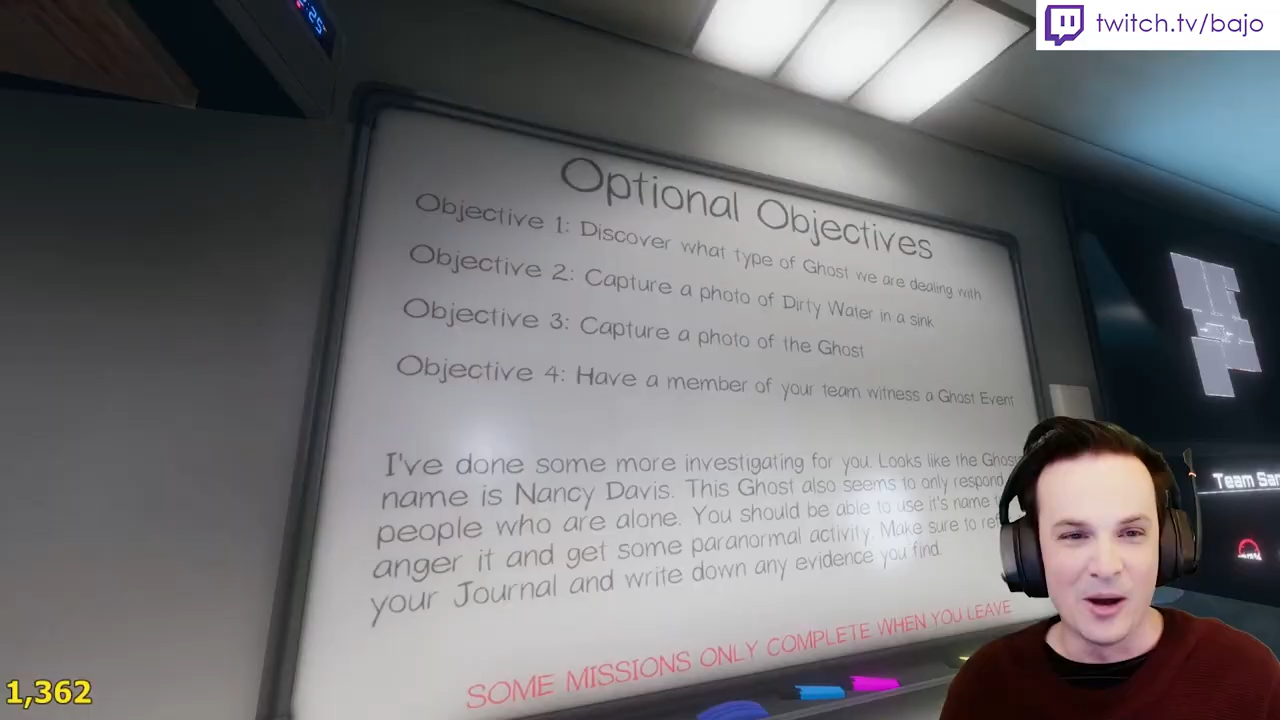 twitch.tv/bajo
Optional Objectives
Objective 1: Discover what type of Ghost we are dealing with
Objective 2: Capture a photo of Dirty Water in a sink
Objective 3: Capture a photo of the Ghost
Objective 4: Have a member of your team witness a Ghost Event
I've done some more investigating for you. Looks like the Ghost
name is Nancy Davis. This Ghost also seems to only respond
people who are alone. You should be able to use it's name
anger it and get some paranormal activity. Make sure to
your Journal and write down any evidence you find.
SOME MISSIONS ONLY COMPLETE WHEN YOU LEAVE
Team
1,362